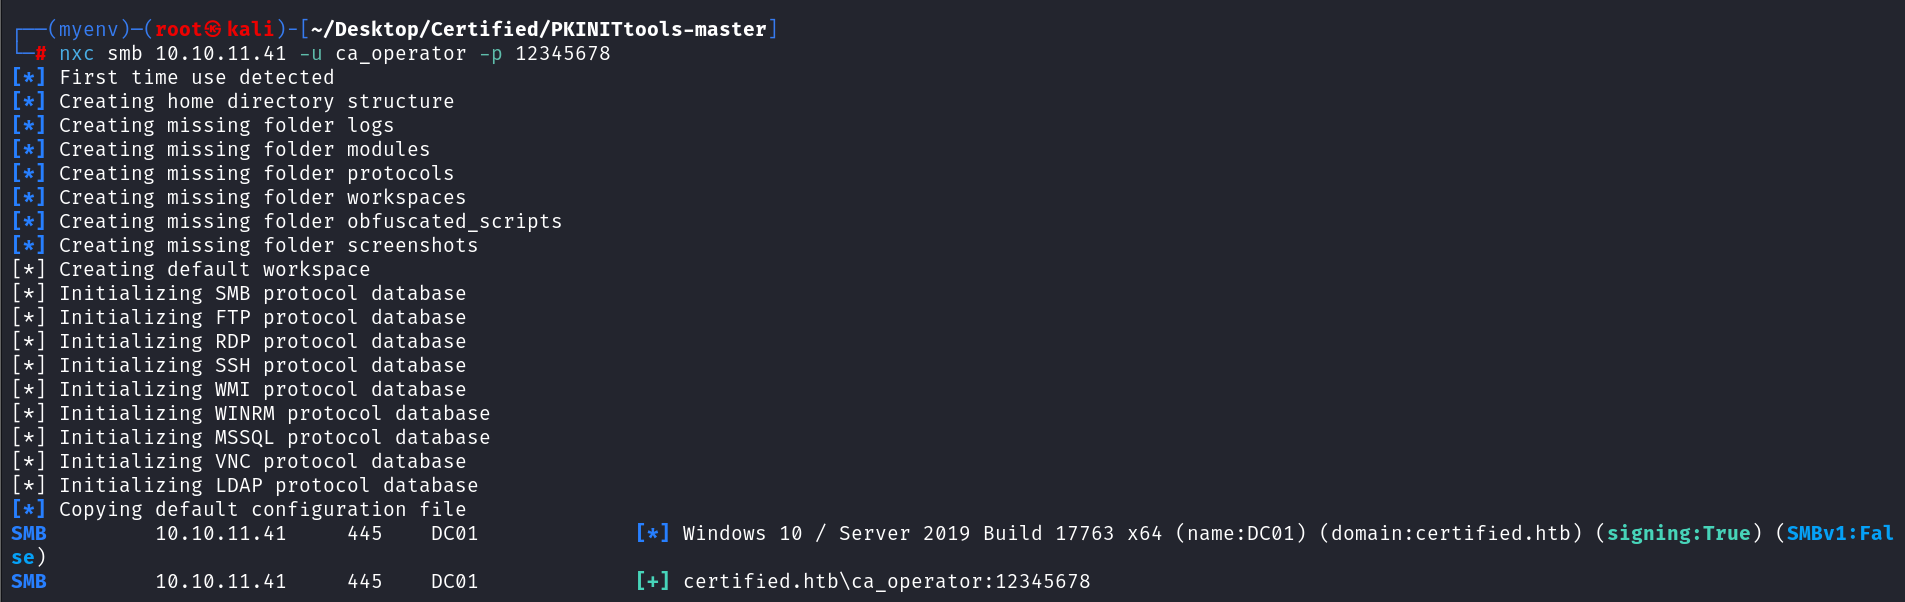 ┌──(myenv)─(root㉿kali)-[~/Desktop/Certified/PKINITtools-master]
└─# nxc smb 10.10.11.41 -u ca_operator -p 12345678
[*] First time use detected
[*] Creating home directory structure
[*] Creating missing folder logs
[*] Creating missing folder modules
[*] Creating missing folder protocols
[*] Creating missing folder workspaces
[*] Creating missing folder obfuscated_scripts
[*] Creating missing folder screenshots
[*] Creating default workspace
[*] Initializing SMB protocol database
[*] Initializing FTP protocol database
[*] Initializing RDP protocol database
[*] Initializing SSH protocol database
[*] Initializing WMI protocol database
[*] Initializing WINRM protocol database
[*] Initializing MSSQL protocol database
[*] Initializing VNC protocol database
[*] Initializing LDAP protocol database
[*] Copying default configuration file
SMB         10.10.11.41     445    DC01             [*] Windows 10 / Server 2019 Build 17763 x64 (name:DC01) (domain:certified.htb) (signing:True) (SMBv1:Fal
se)
SMB         10.10.11.41     445    DC01             [+] certified.htb\ca_operator:12345678